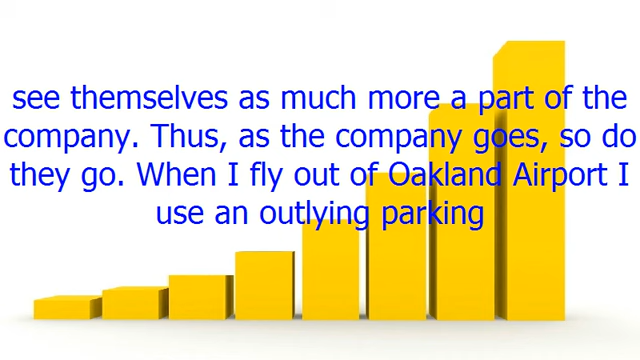 see themselves as much more a part of the
company. Thus, as the company goes, so do
they go. When I fly out of Oakland Airport I
use an outlying parking